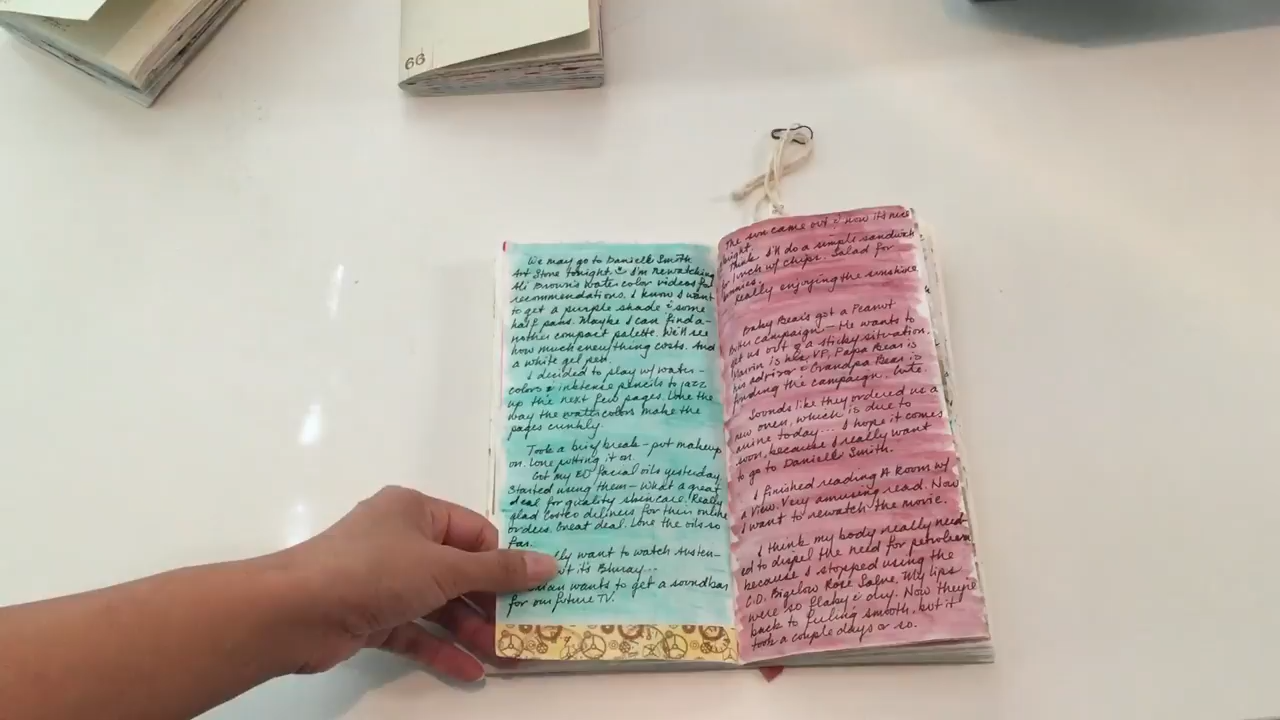 66
We may go to Danielle Smith
Art Store tonight. I'm rewatching
Ali Brown's watercolor videos for
recommendations. I know I want
to get a purple shade & some
half pans. Maybe I can find a-
nother compact palette. We'll see
how much everything costs. And
a white gel pen.
I decided to play w/ water-
colors & inktense pencils to jazz
up the next few pages. Love the
way the watercolors make the
pages crinkly.
Took a brief break - put makeup
on. Love putting it on.
Got my EO facial oils yesterday.
Started using them - What a great
deal for quality skincare! Really
glad Costco delivers for their online
orders. Great deal. Love the oils so
far.
want to watch Austen-
it's Bluray...
wants to get a soundbar
for our future TV.
The sun came out & now it's nice
Think I'll do a simple sandwich
for lunch w/ chips. Salad for
Really enjoying the sunshine
Baby Bear's got a Peanut
Butter campaign - He wants to
get us out of a sticky situation.
is his VP, Papa Bear is
his advisor & Grandpa Bear is
funding the campaign. Cute.
Sounds like they ordered us a
new oven, which is due to
arrive today... I hope it comes
soon, because I really want
to go to Danielle Smith.
I finished reading A Room w/
a View. Very amusing read. Now
I want to rewatch the movie.
I think my body really need-
ed to dispel the need for petroleum
because I stopped using the
C.O. Bigelow Rose Salve. My lips
were so flaky & dry. Now they're
back to feeling smooth, but it
took a couple days or so.